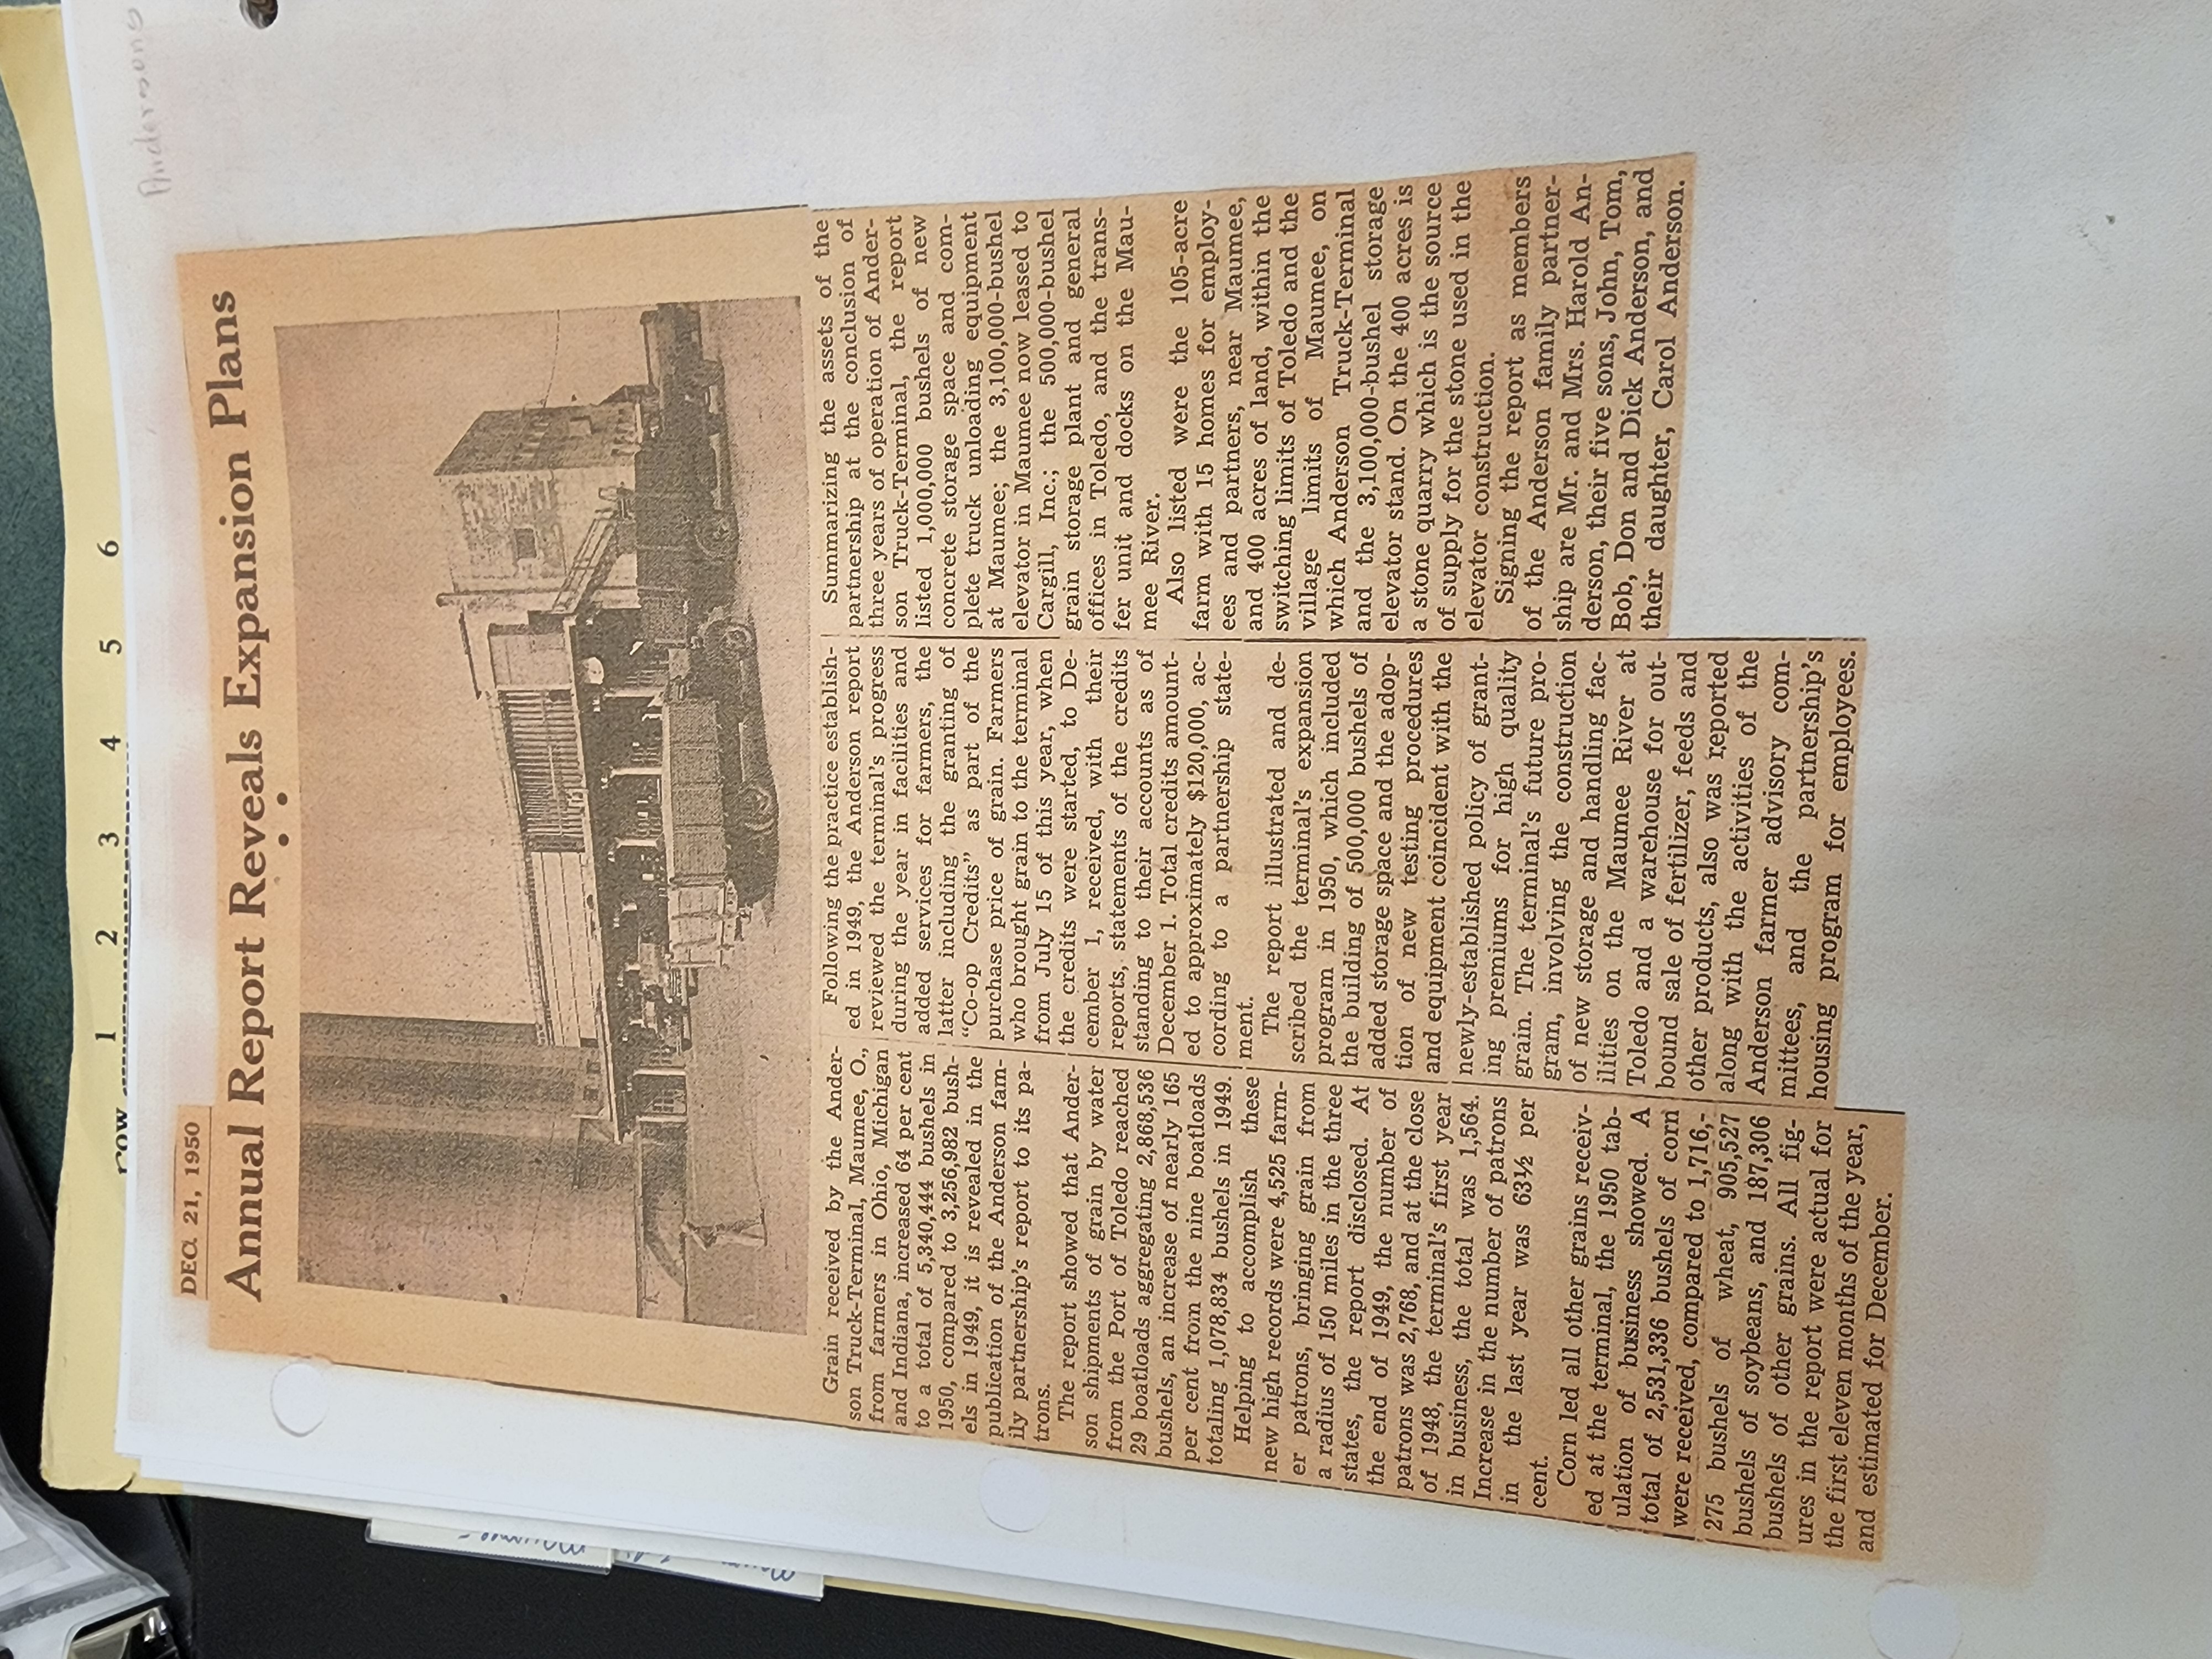 Andersons
row
1 2 3 4 5 6
DEC. 21, 1950
Annual Report Reveals Expansion Plans
Grain received by the Ander-
son Truck-Terminal, Maumee, O.,
from farmers in Ohio, Michigan
and Indiana, increased 64 per cent
to a total of 5,340,444 bushels in
1950, compared to 3,256,982 bush-
els in 1949, it is revealed in the
publication of the Anderson fam-
ily partnership's report to its pa-
trons.
The report showed that Ander-
son shipments of grain by water
from the Port of Toledo reached
29 boatloads aggregating 2,868,536
bushels, an increase of nearly 165
per cent from the nine boatloads
totaling 1,078,834 bushels in 1949.
Helping to accomplish these
new high records were 4,525 farm-
er patrons, bringing grain from
a radius of 150 miles in the three
states, the report disclosed. At
the end of 1949, the number of
patrons was 2,768, and at the close
of 1948, the terminal's first year
in business, the total was 1,564.
Increase in the number of patrons
in the last year was 63½ per
cent.
Corn led all other grains receiv-
ed at the terminal, the 1950 tab-
ulation of business showed. A
total of 2,531,336 bushels of corn
were received, compared to 1,716,-
275 bushels of wheat, 905,527
bushels of soybeans, and 187,306
bushels of other grains. All fig-
ures in the report were actual for
the first eleven months of the year,
and estimated for December.
Following the practice establish-
ed in 1949, the Anderson report
reviewed the terminal's progress
during the year in facilities and
added services for farmers, the
latter including the granting of
"Co-op Credits" as part of the
purchase price of grain. Farmers
who brought grain to the terminal
from July 15 of this year, when
the credits were started, to De-
cember 1, received, with their
reports, statements of the credits
standing to their accounts as of
December 1. Total credits amount-
ed to approximately $120,000, ac-
cording to a partnership state-
ment.
The report illustrated and de-
scribed the terminal's expansion
program in 1950, which included
the building of 500,000 bushels of
added storage space and the adop-
tion of new testing procedures
and equipment coincident with the
newly-established policy of grant-
ing premiums for high quality
grain. The terminal's future pro-
gram, involving the construction
of new storage and handling fac-
ilities on the Maumee River at
Toledo and a warehouse for out-
bound sale of fertilizer, feeds and
other products, also was reported
along with the activities of the
Anderson farmer advisory com-
mittees, and the partnership's
housing program for employees.
Summarizing the assets of the
partnership at the conclusion of
three years of operation of Ander-
son Truck-Terminal, the report
listed 1,000,000 bushels of new
concrete storage space and com-
plete truck unloading equipment
at Maumee; the 3,100,000-bushel
elevator in Maumee now leased to
Cargill, Inc.; the 500,000-bushel
grain storage plant and general
offices in Toledo, and the trans-
fer unit and docks on the Mau-
mee River.
Also listed were the 105-acre
farm with 15 homes for employ-
ees and partners, near Maumee,
and 400 acres of land, within the
switching limits of Toledo and the
village limits of Maumee, on
which Anderson Truck-Terminal
and the 3,100,000-bushel storage
elevator stand. On the 400 acres is
a stone quarry which is the source
of supply for the stone used in the
elevator construction.
Signing the report as members
of the Anderson family partner-
ship are Mr. and Mrs. Harold An-
derson, their five sons, John, Tom,
Bob, Don and Dick Anderson, and
their daughter, Carol Anderson.
Maumee